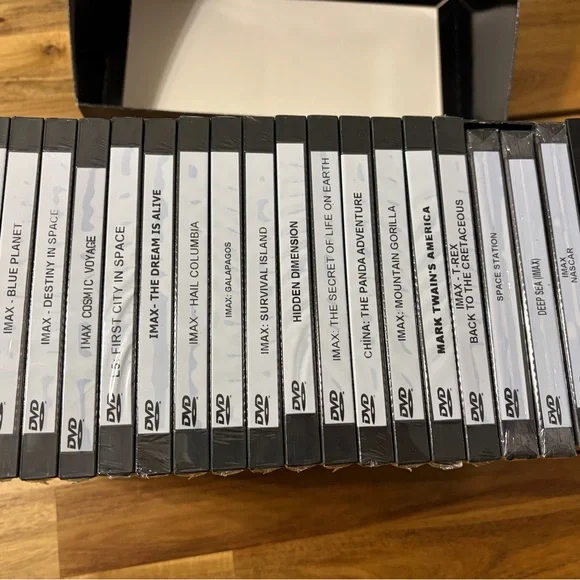 IMAX - BLUE PLANET
DVD
IMAX - DESTINY IN SPACE
DVD
IMAX COSMIC VOYAGE
DVD
L5: FIRST CITY IN SPACE
DVD
IMAX- THE DREAM IS ALIVE
DVD
IMAX - HAIL COLUMBIA
DVD
IMAX: GALAPAGOS
DVD
IMAX: SURVIVAL ISLAND
DVD
HIDDEN DIMENSION
DVD
IMAX: THE SECRET OF LIFE ON EARTH
DVD
CHINA: THE PANDA ADVENTURE
DVD
IMAX: MOUNTAIN GORILLA
DVD
MARK TWAIN'S AMERICA
DVD
IMAX - T-REX
BACK TO THE CRETACEOUS
DVD
SPACE STATION
DVD
DEEP SEA (IMAX)
DVD
IMAX
NASCAR
DVD